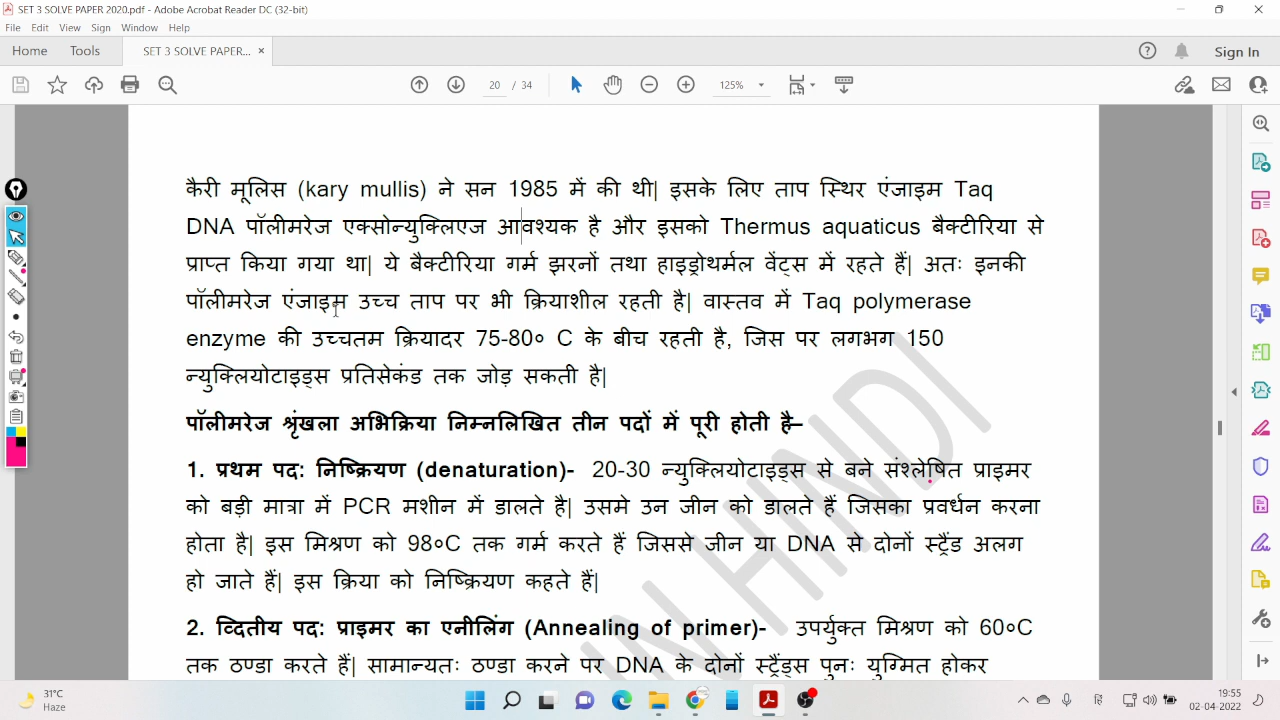 SET 3 SOLVE PAPER 2020.pdf - Adobe Acrobat Reader DC (32-bit)
File Edit View Sign Window Help
Home Tools SET 3 SOLVE PAPER... × Sign In
20 / 34 125%
कैरी मूलिस (kary mullis) ने सन 1985 में की थी| इसके लिए ताप स्थिर एंजाइम Taq
DNA पॉलीमरेज एक्सोन्युक्लिएज आवश्यक है और इसको Thermus aquaticus बैक्टीरिया से
प्राप्त किया गया था| ये बैक्टीरिया गर्म झरनों तथा हाइड्रोथर्मल वेंट्स में रहते हैं| अतः इनकी
पॉलीमरेज एंजाइम उच्च ताप पर भी क्रियाशील रहती है| वास्तव में Taq polymerase
enzyme की उच्चतम क्रियादर 75-80० C के बीच रहती है, जिस पर लगभग 150
न्युक्लियोटाइड्स प्रतिसेकंड तक जोड़ सकती है|
पॉलीमरेज श्रृंखला अभिक्रिया निम्नलिखित तीन पदों में पूरी होती है–
1. प्रथम पद: निष्क्रियण (denaturation)- 20-30 न्युक्लियोटाइड्स से बने संश्लेषित प्राइमर
को बड़ी मात्रा में PCR मशीन में डालते है| उसमे उन जीन को डालते हैं जिसका प्रवर्धन करना
होता है| इस मिश्रण को 98०C तक गर्म करते हैं जिससे जीन या DNA से दोनों स्ट्रैंड अलग
हो जाते हैं| इस क्रिया को निष्क्रियण कहते हैं|
2. व्दितीय पद: प्राइमर का एनीलिंग (Annealing of primer)- उपर्युक्त मिश्रण को 60०C
तक ठण्डा करते हैं| सामान्यतः ठण्डा करने पर DNA के दोनों स्ट्रैंड्स पुनः युग्मित होकर
IN HINDI
31°C
Haze
19:55
02-04-2022